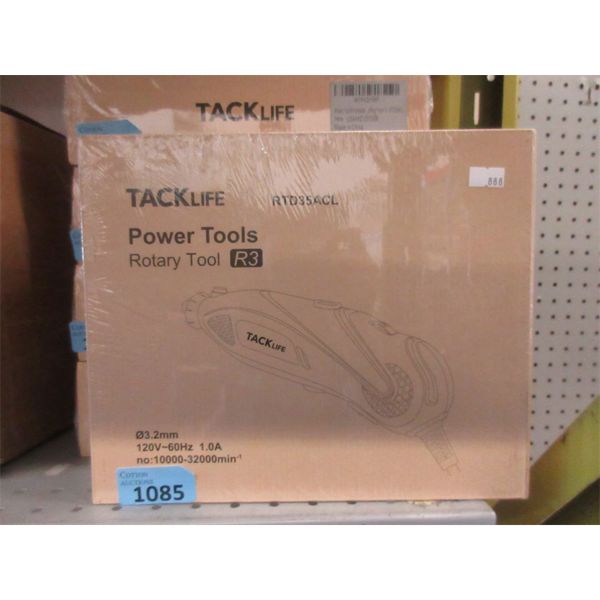 TACKLIFE
TACKLIFE
RTD35ACL
.888
Power Tools
Rotary Tool R3
TACKLIFE
Ø3.2mm
120V~60Hz 1.0A
no:10000-32000min⁻¹
COTTON
AUCTIONS
1085